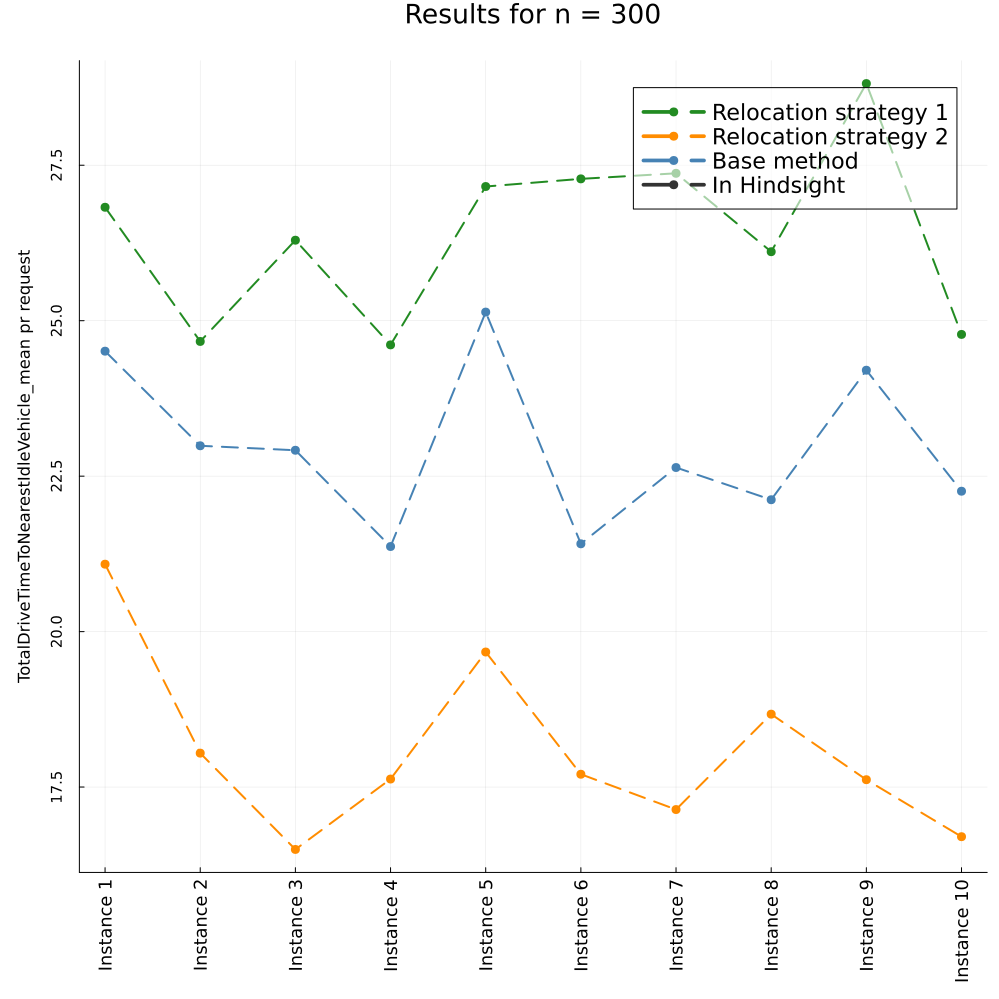 Results for n = 300
Relocation strategy 1
Relocation strategy 2
Base method
In Hindsight
TotalDriveTimeToNearestIdleVehicle_mean pr request
27.5
25.0
22.5
20.0
17.5
Instance 1
Instance 2
Instance 3
Instance 4
Instance 5
Instance 6
Instance 7
Instance 8
Instance 9
Instance 10